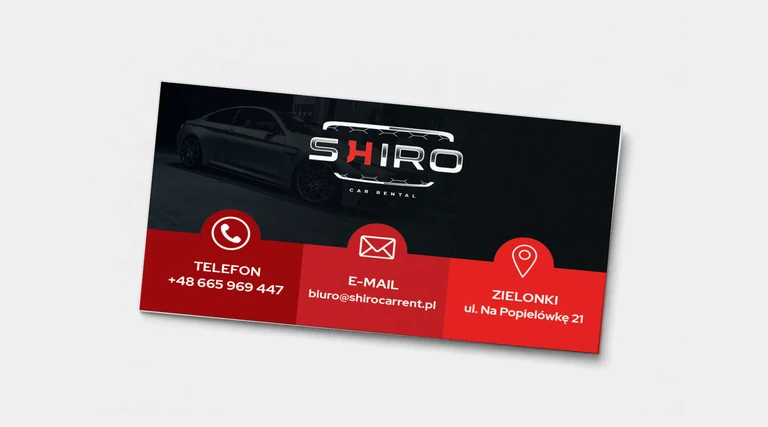 SHIRO
CAR RENTAL
TELEFON
+48 665 969 447
E-MAIL
biuro@shirocarrent.pl
ZIELONKI
ul. Na Popielówkę 21